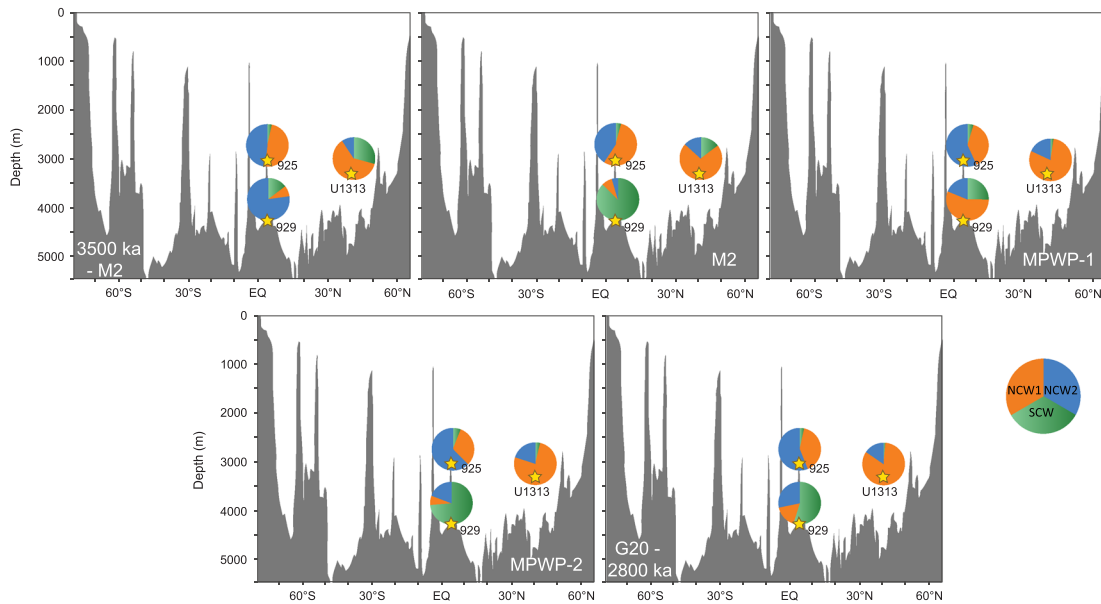 0
1000
2000
3000
4000
5000
Depth (m)
925
929
U1313
3500 ka
- M2
60°S
30°S
EQ
30°N
60°N
925
929
U1313
M2
60°S
30°S
EQ
30°N
60°N
925
929
U1313
MPWP-1
60°S
30°S
EQ
30°N
60°N
0
1000
2000
3000
4000
5000
Depth (m)
925
929
U1313
MPWP-2
60°S
30°S
EQ
30°N
60°N
925
929
U1313
G20 -
2800 ka
60°S
30°S
EQ
30°N
60°N
NCW1 NCW2
SCW